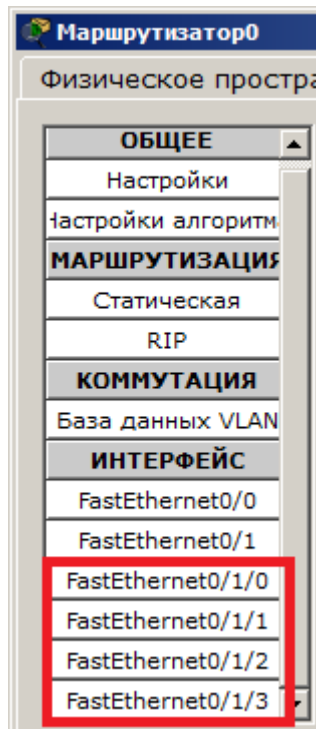 Маршрутизатор0
Физическое простра
ОБЩЕЕ
Настройки
Настройки алгоритм
МАРШРУТИЗАЦИЯ
Статическая
RIP
КОММУТАЦИЯ
База данных VLAN
ИНТЕРФЕЙС
FastEthernet0/0
FastEthernet0/1
FastEthernet0/1/0
FastEthernet0/1/1
FastEthernet0/1/2
FastEthernet0/1/3